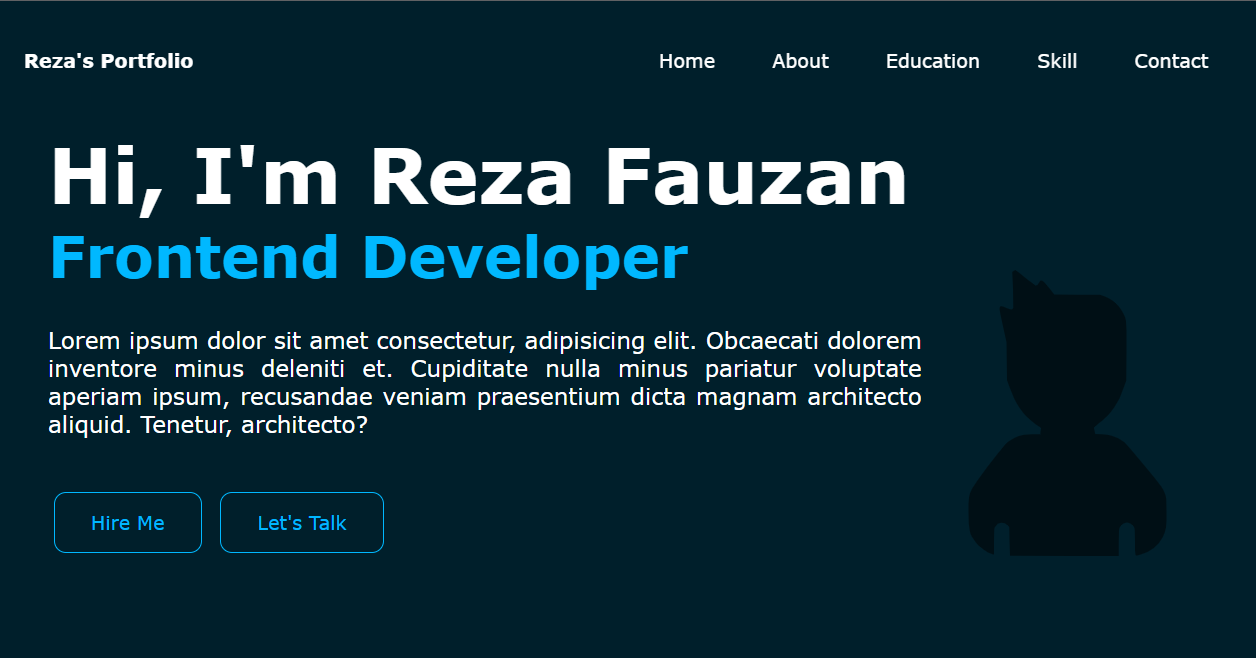 Reza's Portfolio
Home
About
Education
Skill
Contact
Hi, I'm Reza Fauzan
Frontend Developer
Lorem ipsum dolor sit amet consectetur, adipisicing elit. Obcaecati dolorem
inventore minus deleniti et. Cupiditate nulla minus pariatur voluptate
aperiam ipsum, recusandae veniam praesentium dicta magnam architecto
aliquid. Tenetur, architecto?
Hire Me
Let's Talk